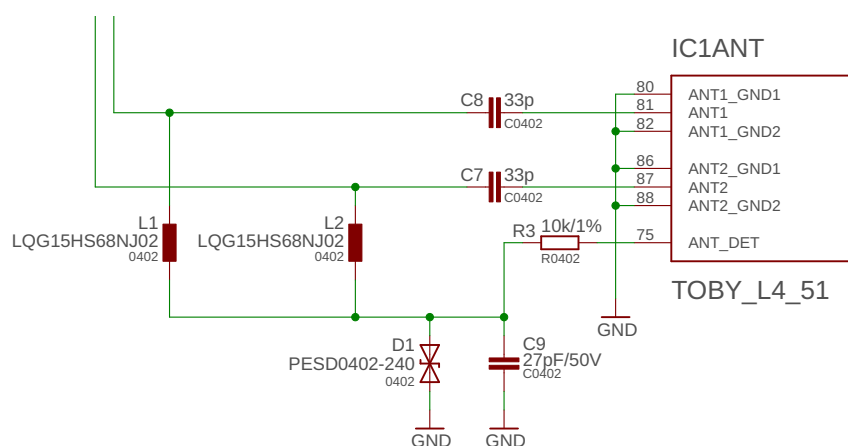 IC1ANT
C8 33p
C0402
80 ANT1_GND1
81 ANT1
82 ANT1_GND2
86 ANT2_GND1
C7 33p
C0402
87 ANT2
88 ANT2_GND2
L1
LQG15HS68NJ02
0402
L2
LQG15HS68NJ02
0402
R3 10k/1%
R0402
75 ANT_DET
TOBY_L4_51
GND
D1
PESD0402-240
0402
C9
27pF/50V
C0402
GND
GND